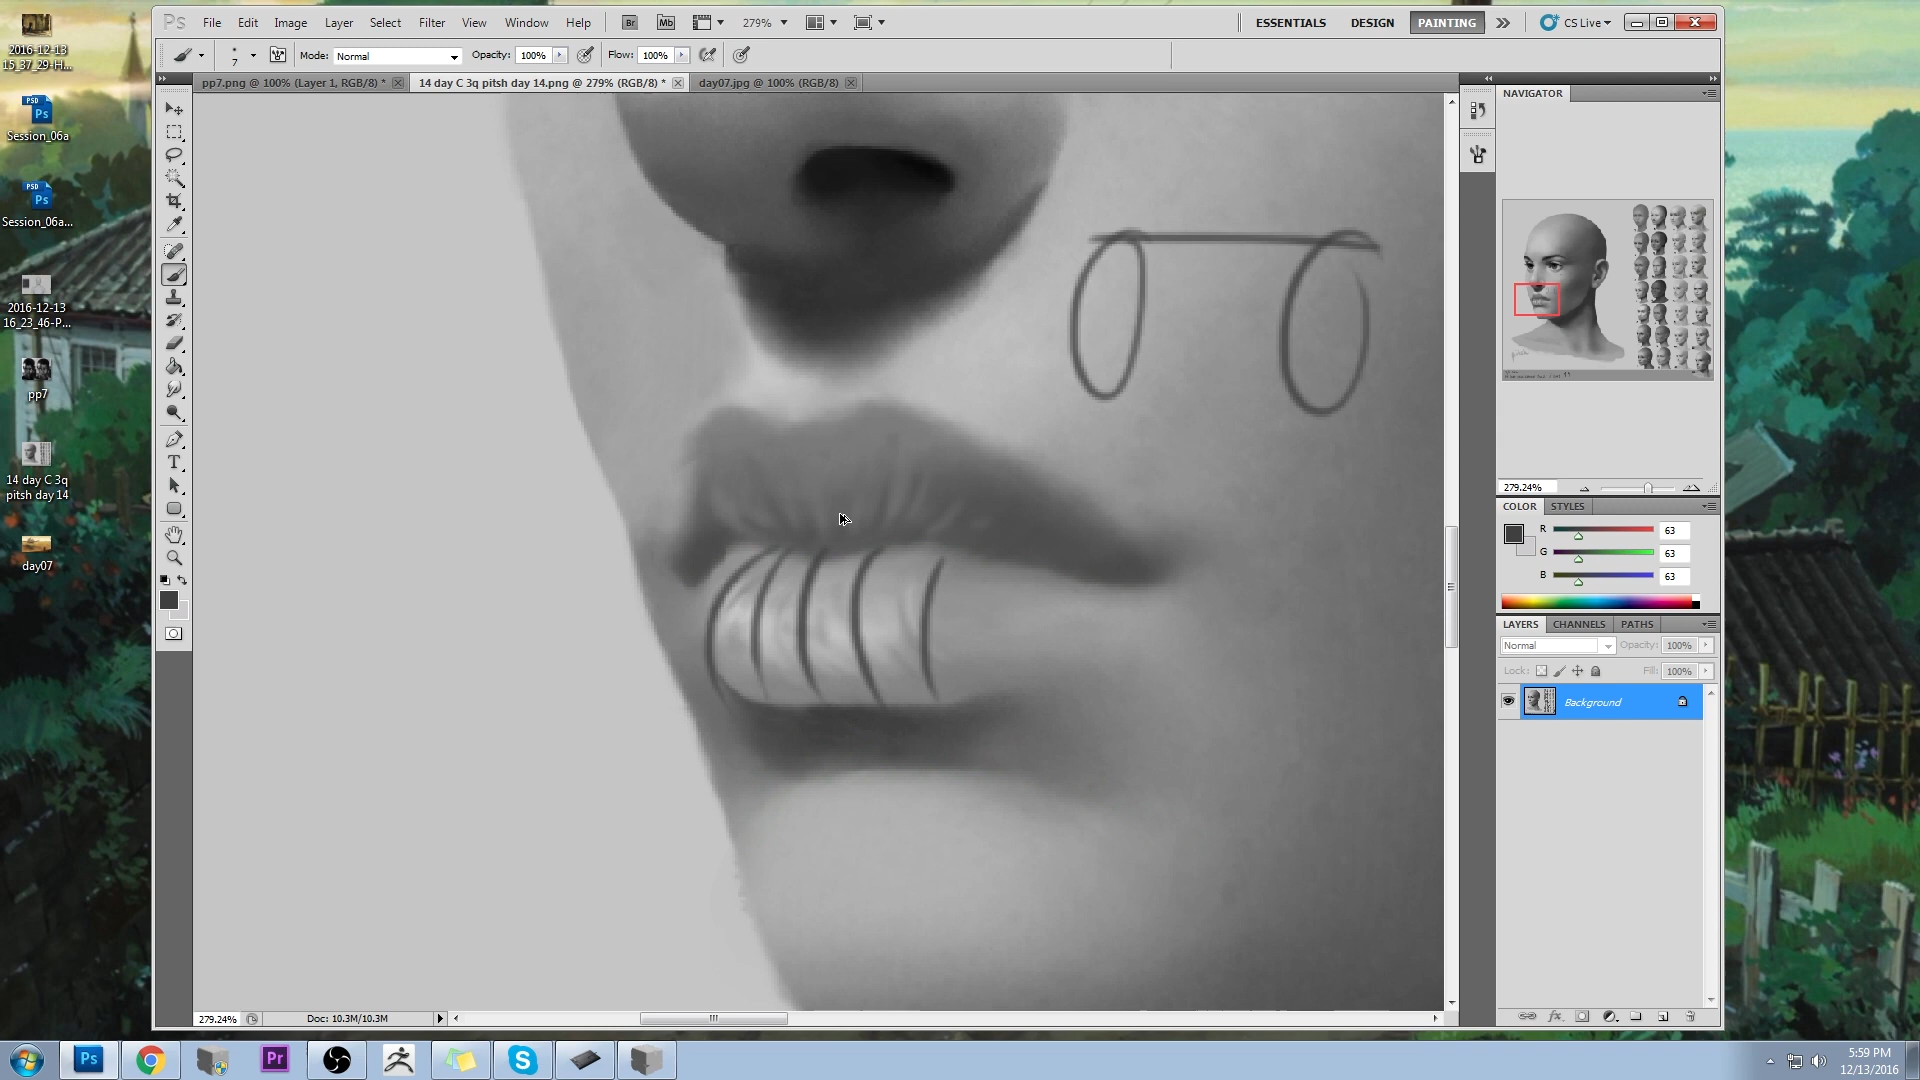 2016-12-13
15_37_29-H...
Session_06a
Session_06a...
2016-12-13
16_23_46-P...
pp7
14 day C 3q
pitsh day 14
day07
Ps File Edit Image Layer Select Filter View Window Help Br Mb 279% ESSENTIALS DESIGN PAINTING CS Live
7 Mode: Normal Opacity: 100% Flow: 100%
pp7.png @ 100% (Layer 1, RGB/8) * 14 day C 3q pitsh day 14.png @ 279% (RGB/8) * day07.jpg @ 100% (RGB/8)
NAVIGATOR
279.24%
COLOR STYLES
R 63
G 63
B 63
LAYERS CHANNELS PATHS
Normal Opacity: 100%
Lock: Fill: 100%
Background
279.24% Doc: 10.3M/10.3M
Ps Pr
5:59 PM
12/13/2016